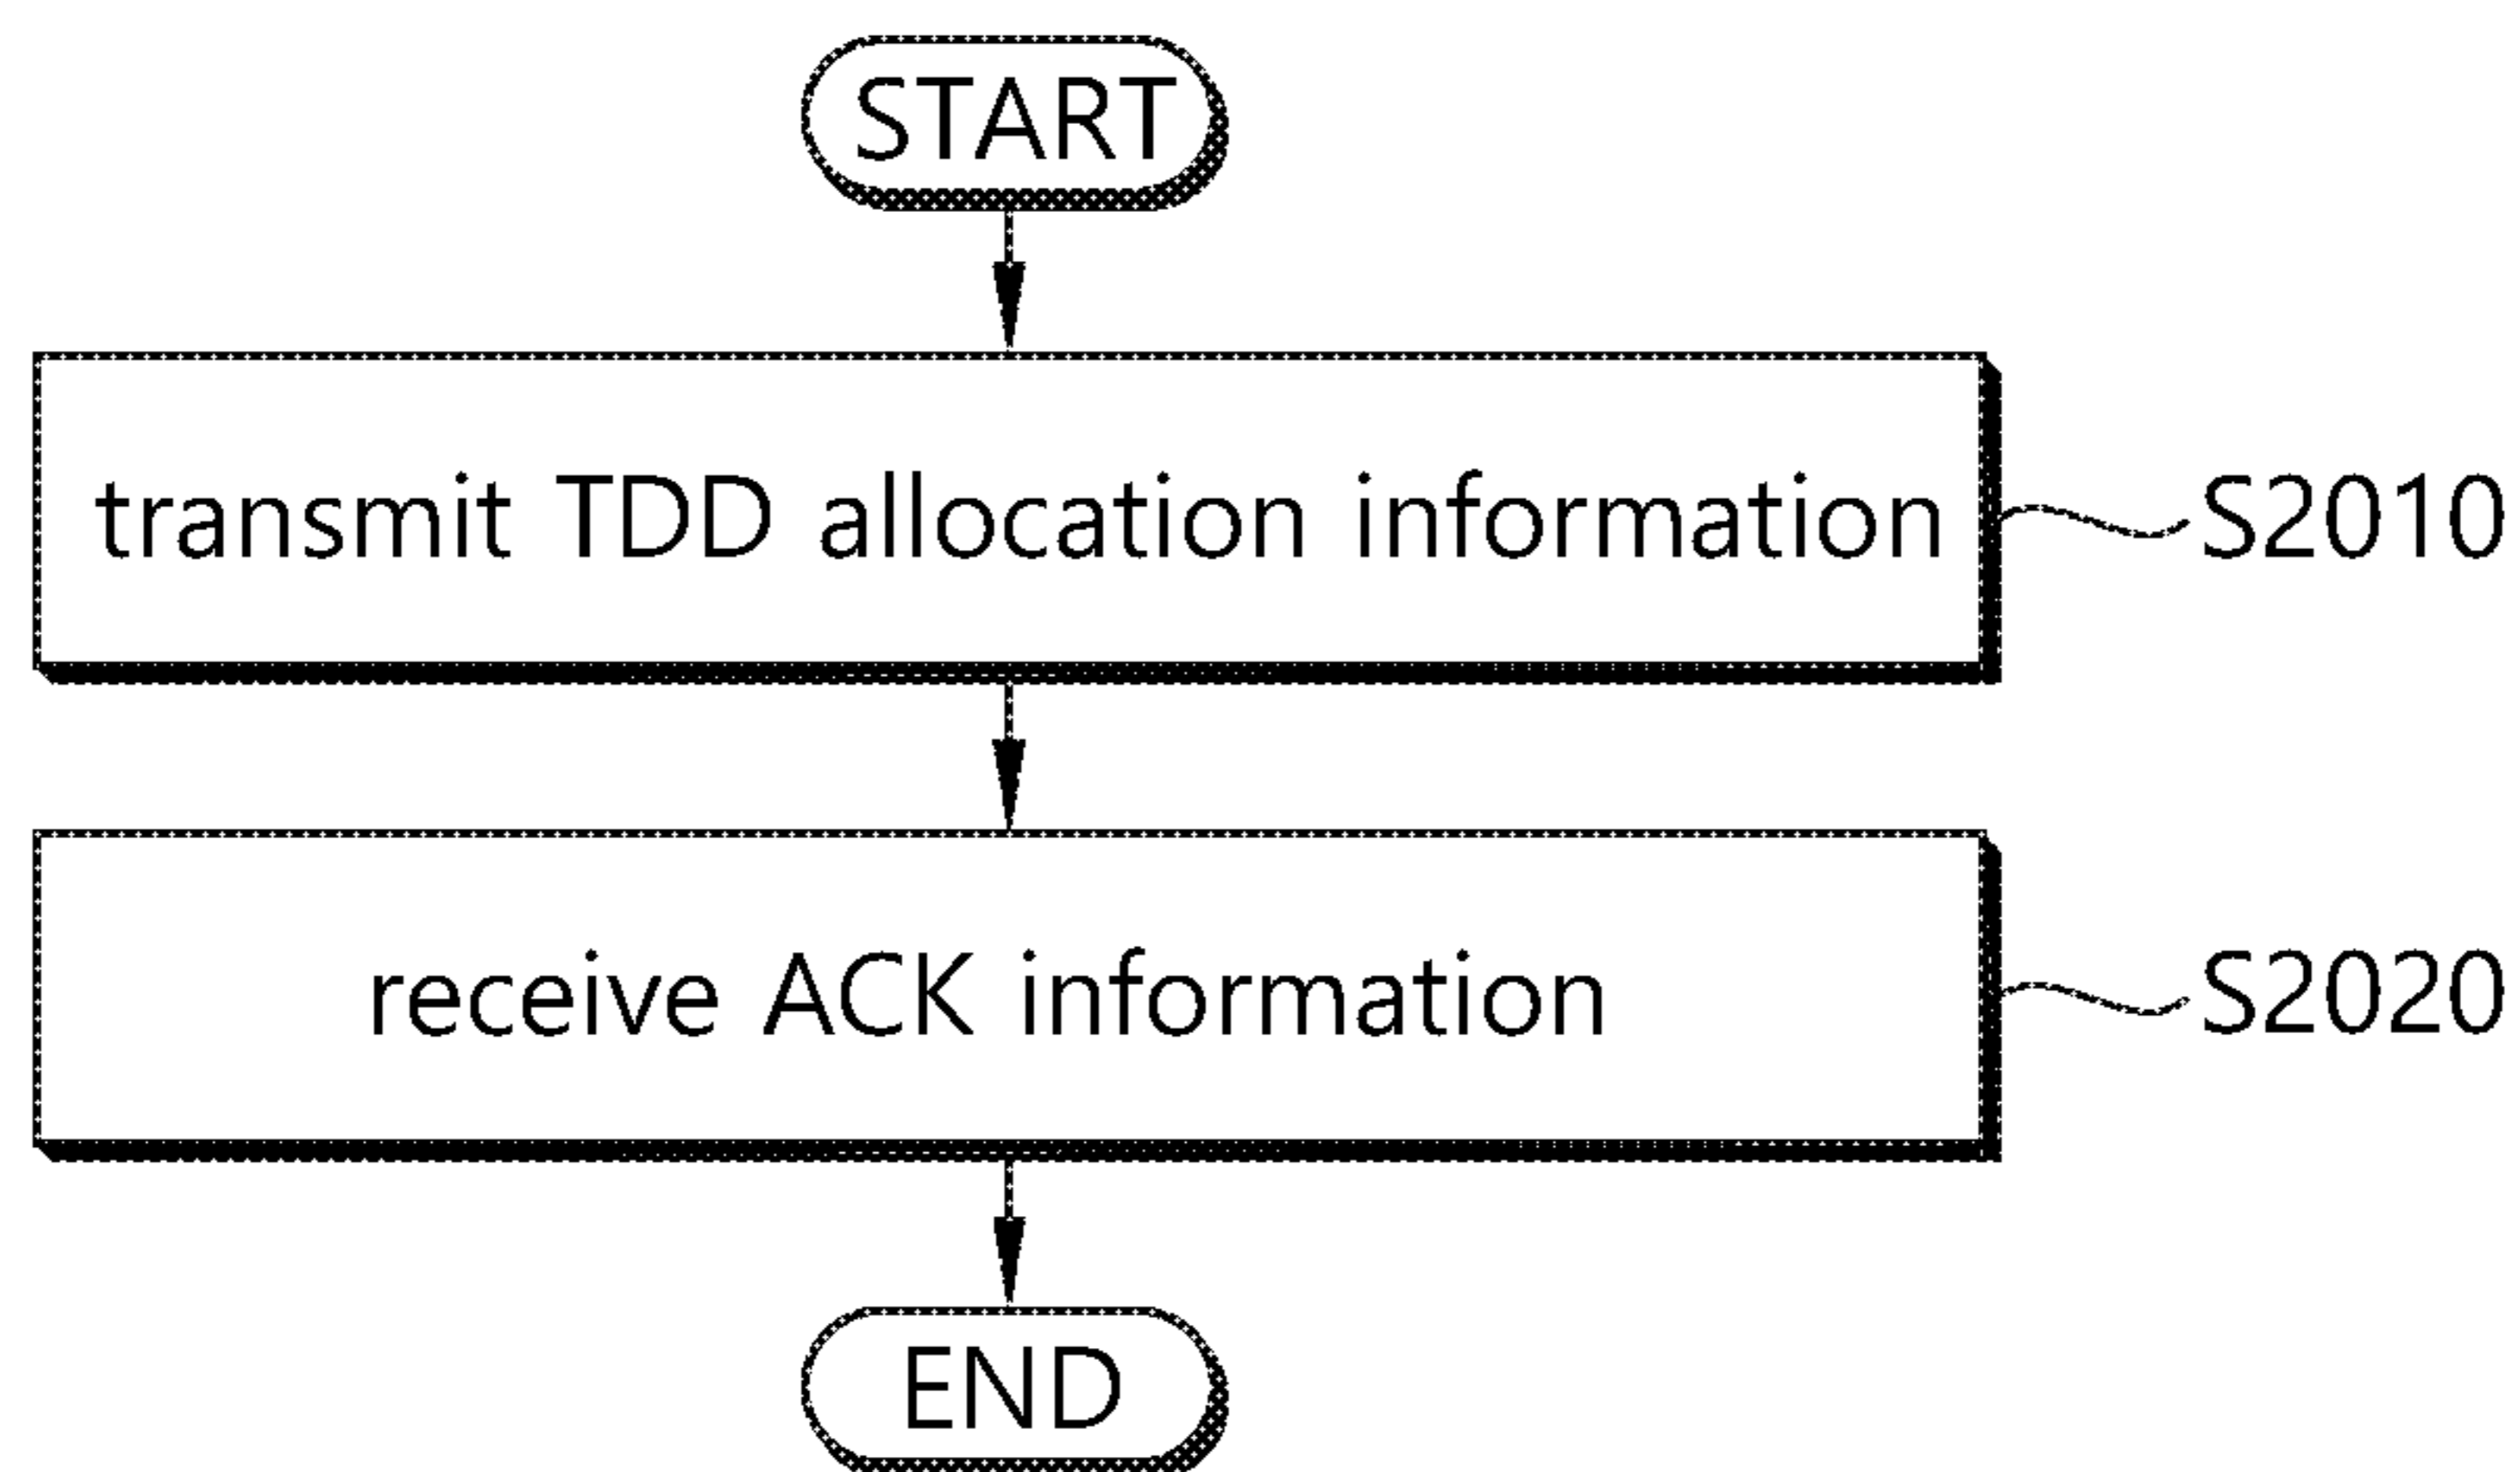 START
transmit TDD allocation information
S2010
receive ACK information
S2020
END